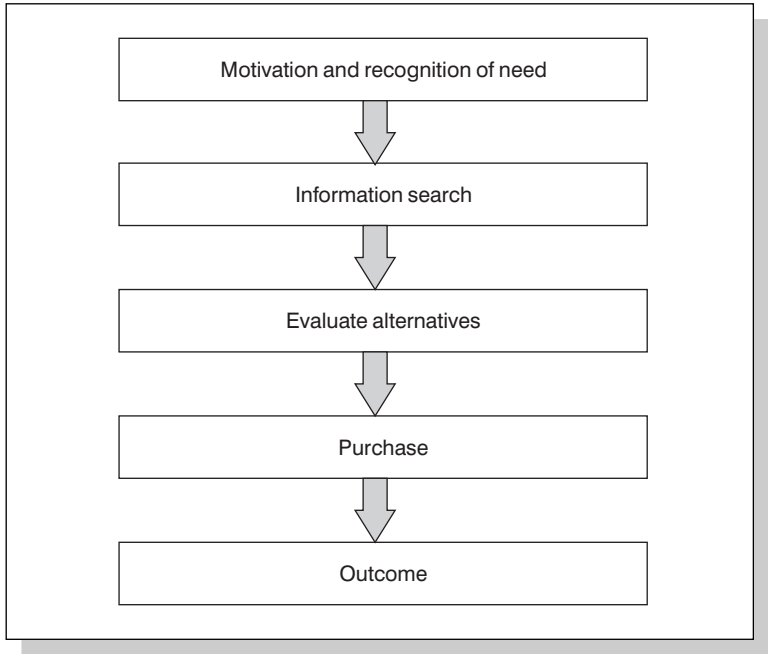 Motivation and recognition of need
Information search
Evaluate alternatives
Purchase
Outcome